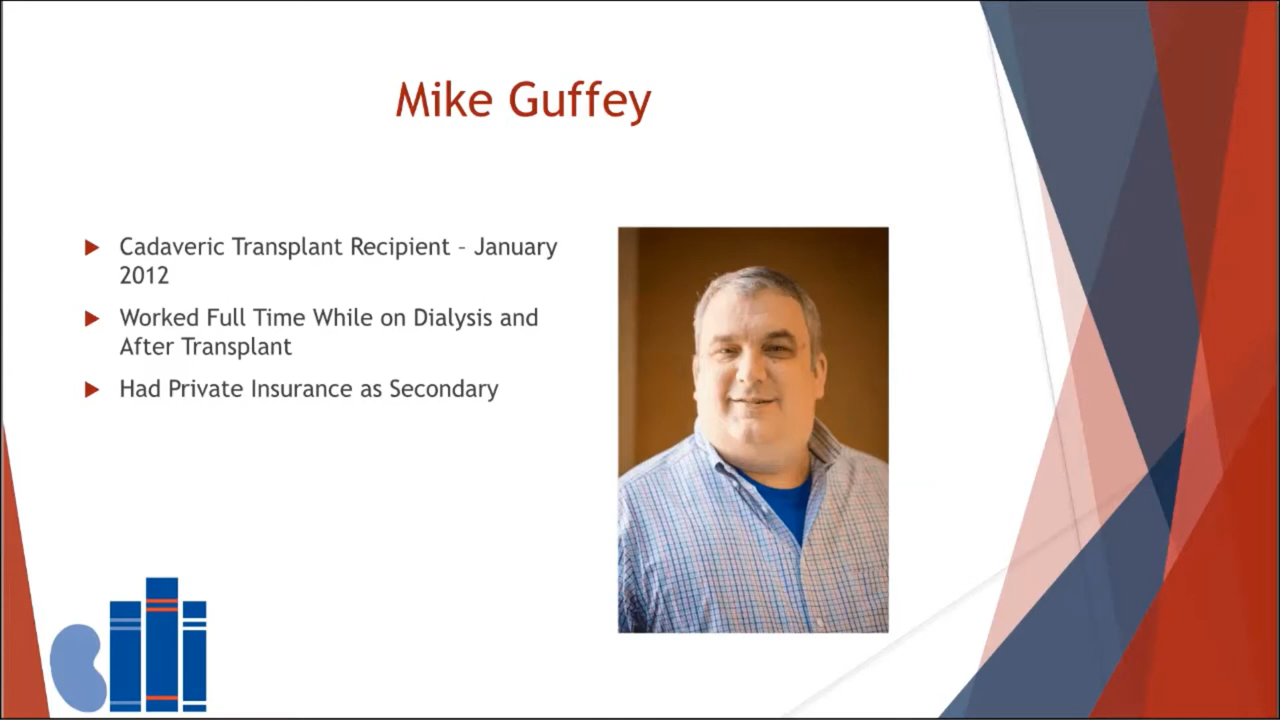 Mike Guffey
Cadaveric Transplant Recipient – January
2012
Worked Full Time While on Dialysis and
After Transplant
Had Private Insurance as Secondary